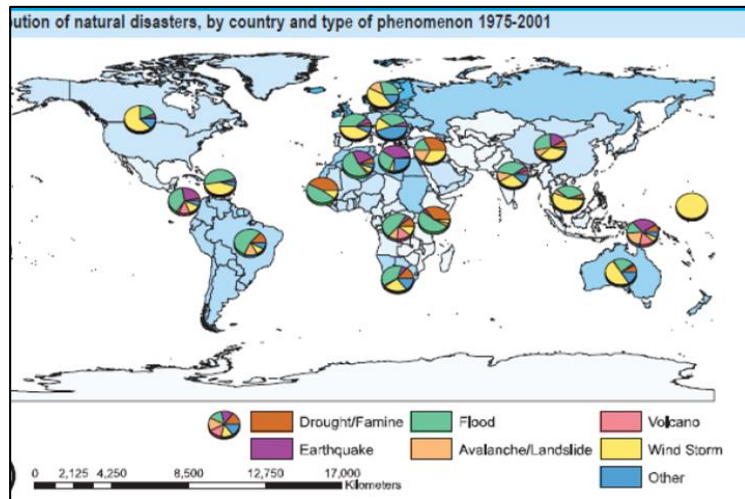 ution of natural disasters, by country and type of phenomenon 1975-2001
Drought/Famine
Flood
Volcano
Earthquake
Avalanche/Landslide
Wind Storm
Other
0 2,125 4,250 8,500 12,750 17,000
Kilometers